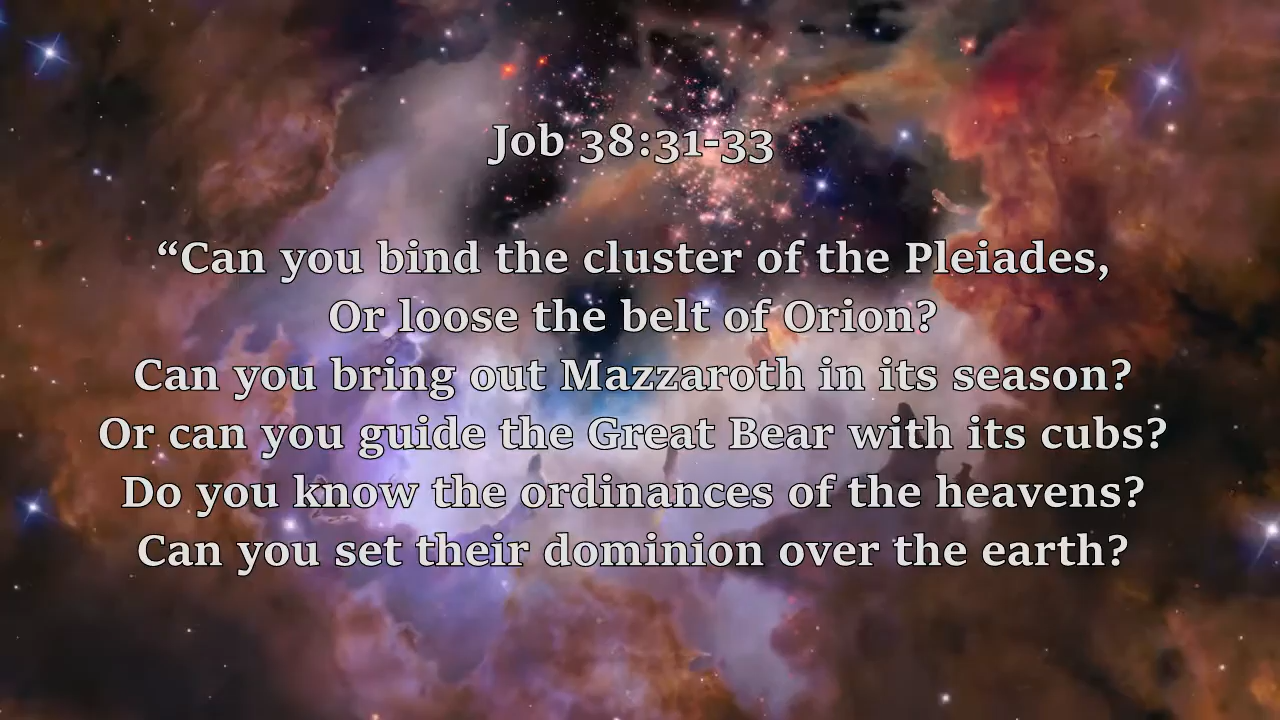 Job 38:31-33
“Can you bind the cluster of the Pleiades,
Or loose the belt of Orion?
Can you bring out Mazzaroth in its season?
Or can you guide the Great Bear with its cubs?
Do you know the ordinances of the heavens?
Can you set their dominion over the earth?